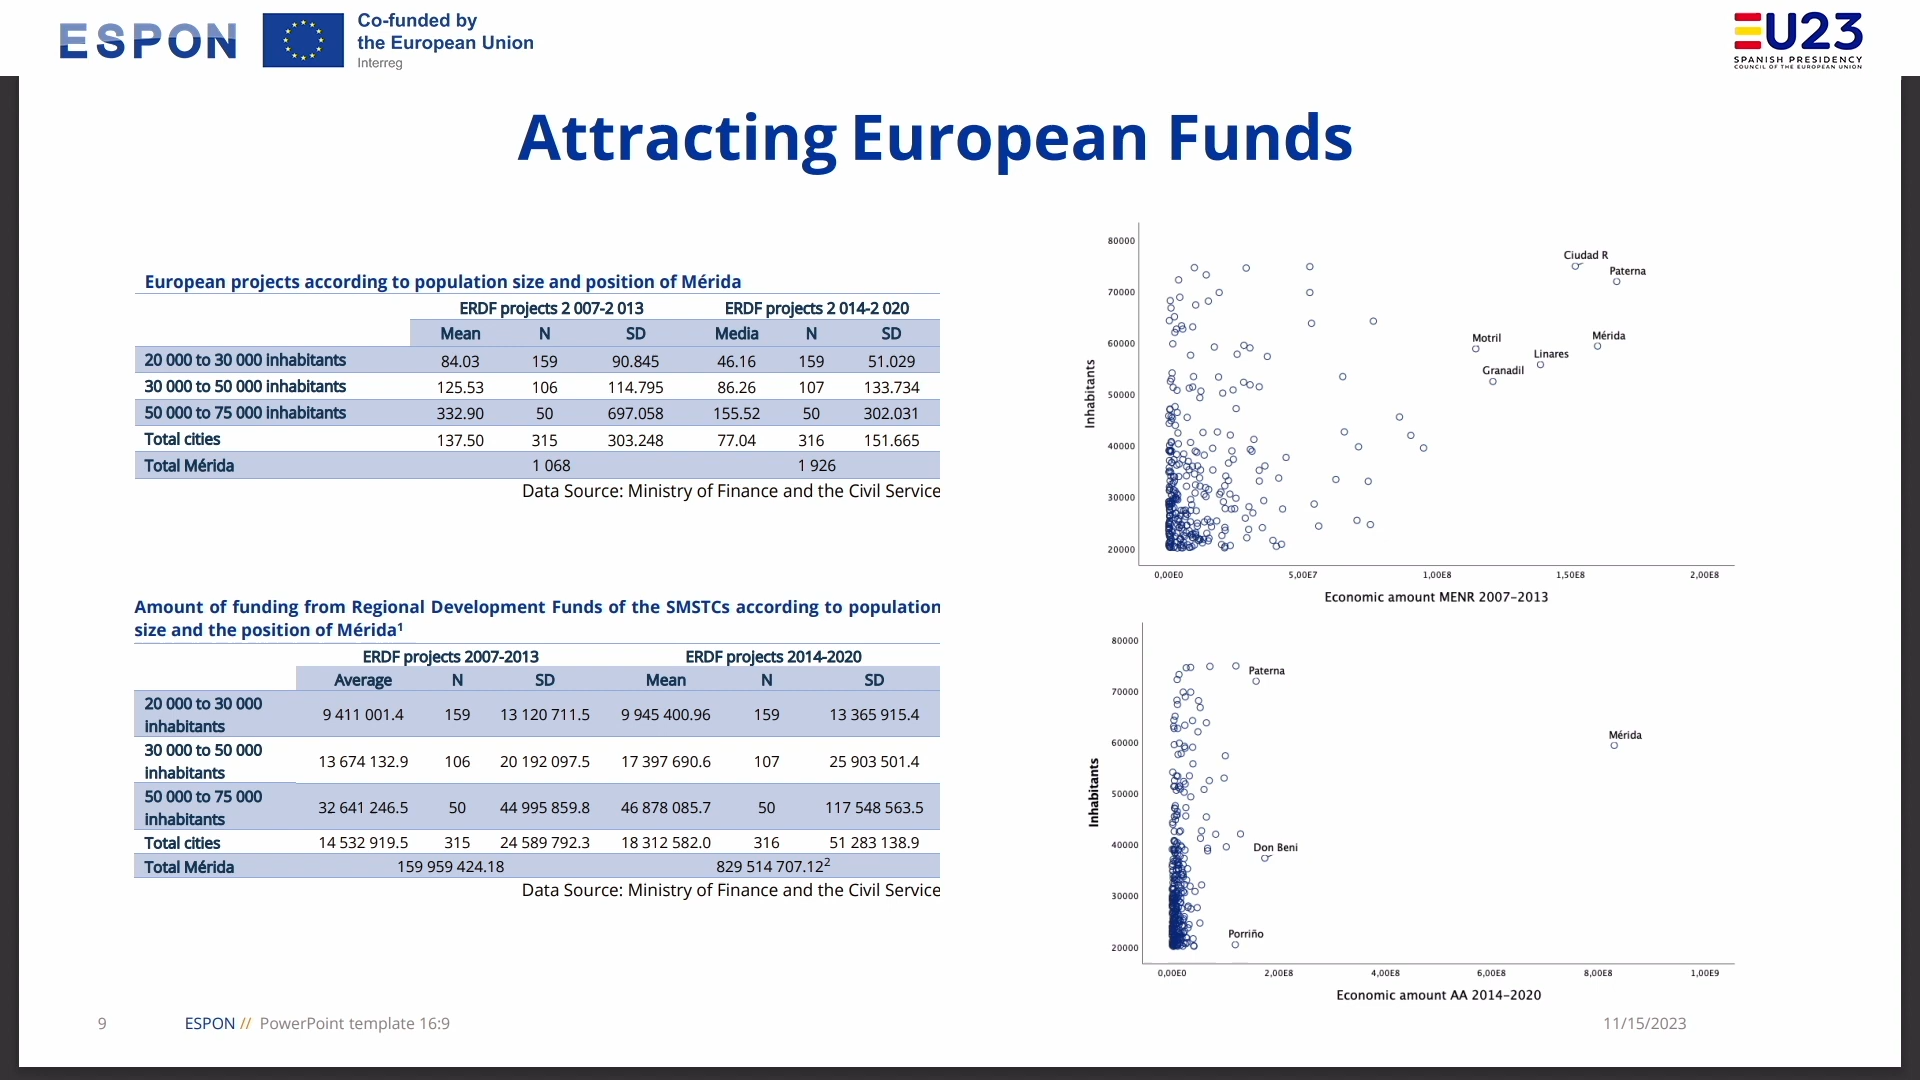 ESPON
Co-funded by
the European Union
Interreg
EU23
SPANISH PRESIDENCY
COUNCIL OF THE EUROPEAN UNION
Attracting European Funds
European projects according to population size and position of Mérida
ERDF projects 2 007-2 013 ERDF projects 2 014-2 020
Mean N SD Media N SD
20 000 to 30 000 inhabitants 84.03 159 90.845 46.16 159 51.029
30 000 to 50 000 inhabitants 125.53 106 114.795 86.26 107 133.734
50 000 to 75 000 inhabitants 332.90 50 697.058 155.52 50 302.031
Total cities 137.50 315 303.248 77.04 316 151.665
Total Mérida 1 068 1 926
Data Source: Ministry of Finance and the Civil Service
Amount of funding from Regional Development Funds of the SMSTCs according to population
size and the position of Mérida¹
ERDF projects 2007-2013 ERDF projects 2014-2020
Average N SD Mean N SD
20 000 to 30 000
inhabitants 9 411 001.4 159 13 120 711.5 9 945 400.96 159 13 365 915.4
30 000 to 50 000
inhabitants 13 674 132.9 106 20 192 097.5 17 397 690.6 107 25 903 501.4
50 000 to 75 000
inhabitants 32 641 246.5 50 44 995 859.8 46 878 085.7 50 117 548 563.5
Total cities 14 532 919.5 315 24 589 792.3 18 312 582.0 316 51 283 138.9
Total Mérida 159 959 424.18 829 514 707.12²
Data Source: Ministry of Finance and the Civil Service
80000
70000
60000
50000
40000
30000
20000
Inhabitants
Ciudad R
Paterna
Motril
Mérida
Linares
Granadil
0,00E0 5,00E7 1,00E8 1,50E8 2,00E8
Economic amount MENR 2007-2013
80000
70000
60000
50000
40000
30000
20000
Inhabitants
Paterna
Mérida
Don Beni
Porriño
0,00E0 2,00E8 4,00E8 6,00E8 8,00E8 1,00E9
Economic amount AA 2014-2020
9 ESPON // PowerPoint template 16:9 11/15/2023